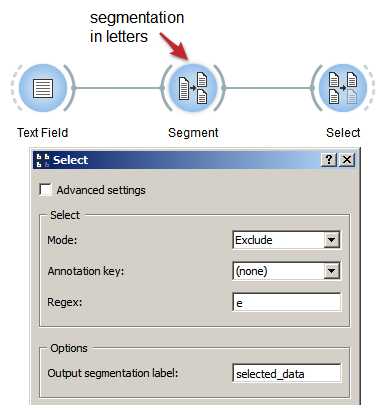 segmentation
in letters
Text Field
Segment
Select
Select
Advanced settings
Select
Mode:
Exclude
Annotation key:
(none)
Regex:
e
Options
Output segmentation label:
selected_data